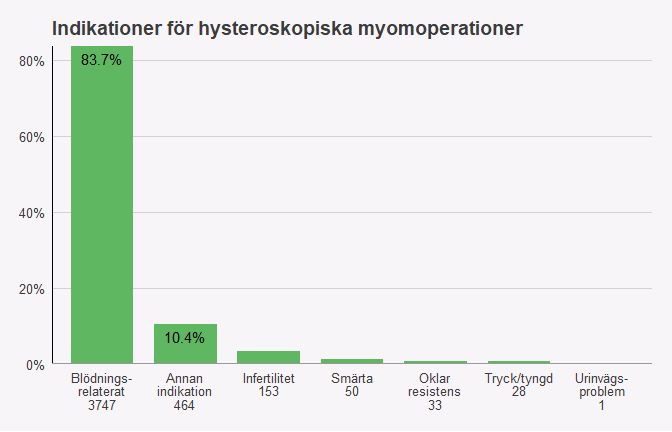 Indikationer för hysteroskopiska myomoperationer
80%
60%
40%
20%
0%
83.7%
10.4%
Blödnings-
relaterat
3747
Annan
indikation
464
Infertilitet
153
Smärta
50
Oklar
resistens
33
Tryck/tyngd
28
Urinvägs-
problem
1